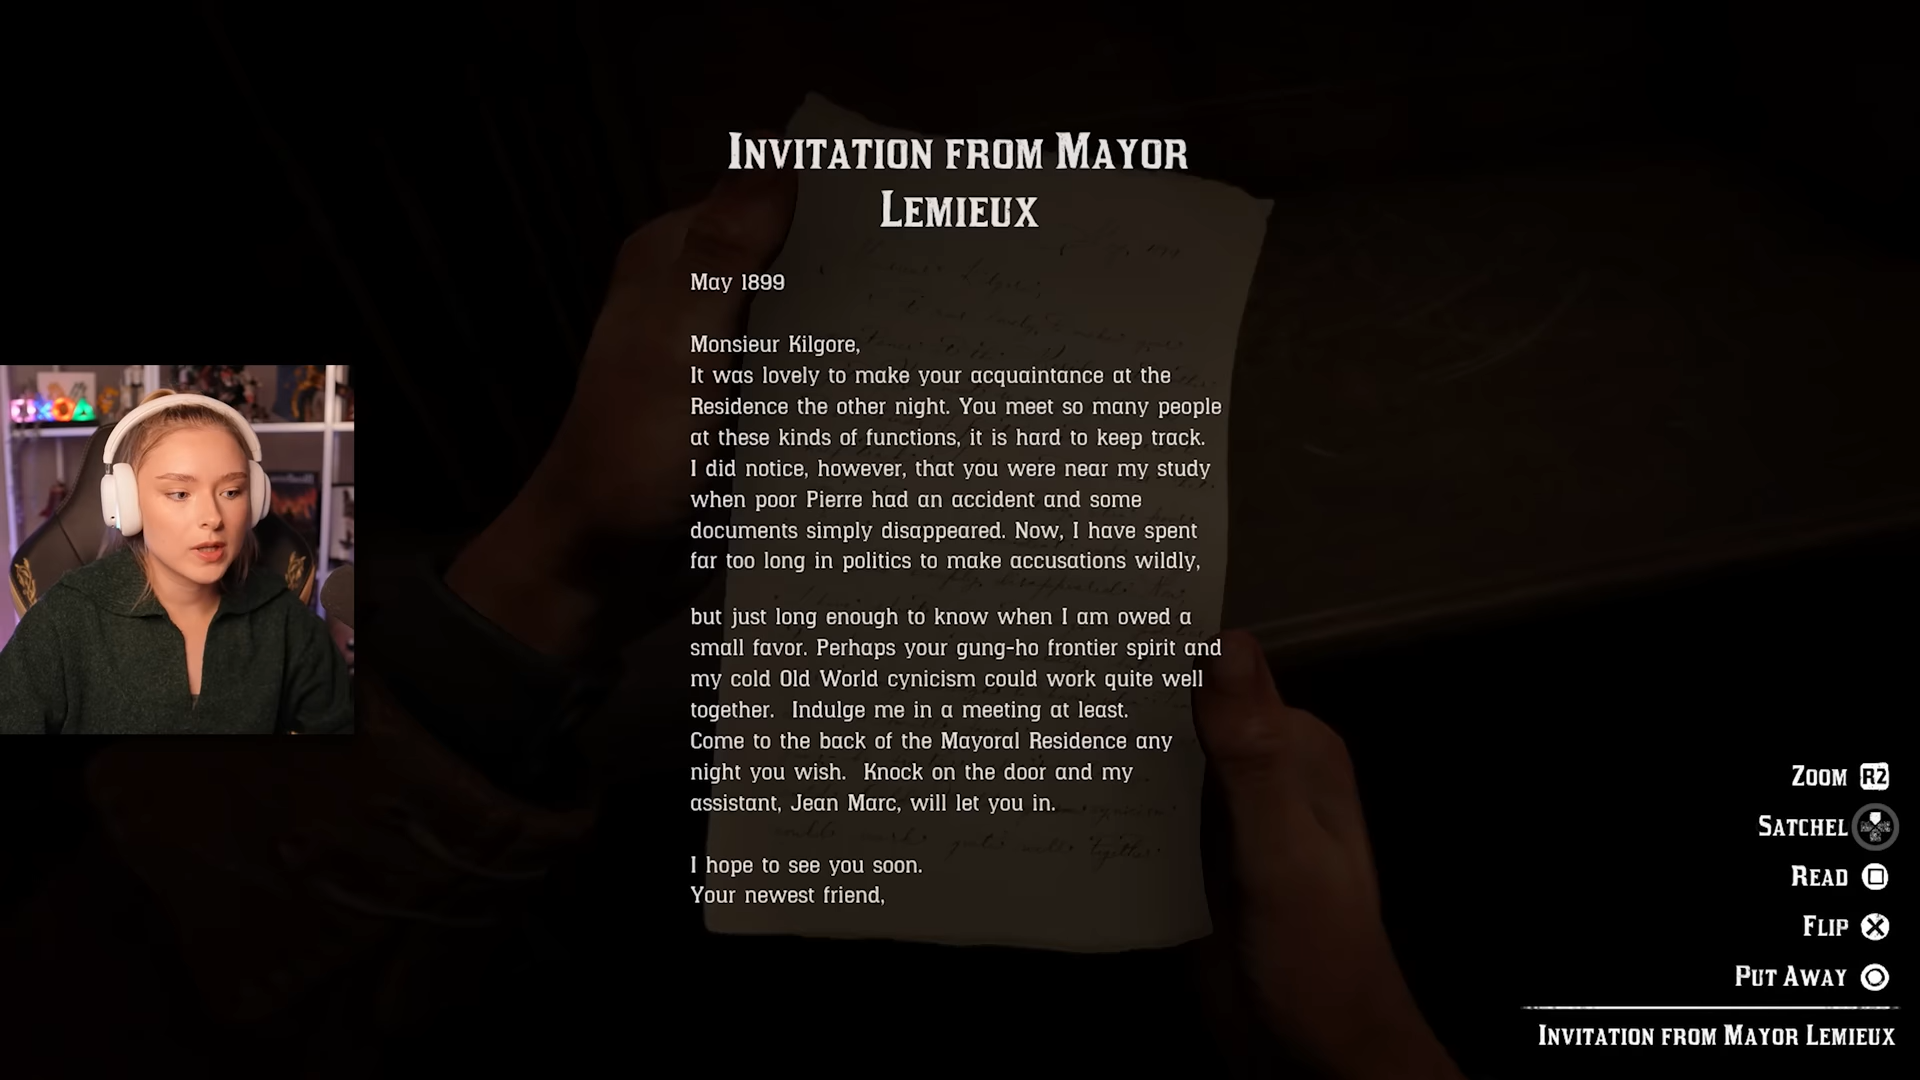 Invitation from Mayor
Lemieux
May 1899
Monsieur Kilgore,
It was lovely to make your acquaintance at the
Residence the other night. You meet so many people
at these kinds of functions, it is hard to keep track.
I did notice, however, that you were near my study
when poor Pierre had an accident and some
documents simply disappeared. Now, I have spent
far too long in politics to make accusations wildly,
but just long enough to know when I am owed a
small favor. Perhaps your gung-ho frontier spirit and
my cold Old World cynicism could work quite well
together.  Indulge me in a meeting at least.
Come to the back of the Mayoral Residence any
night you wish.  Knock on the door and my
assistant, Jean Marc, will let you in.
I hope to see you soon.
Your newest friend,
Zoom R2
Satchel
Read
Flip
Put Away
Invitation from Mayor Lemieux